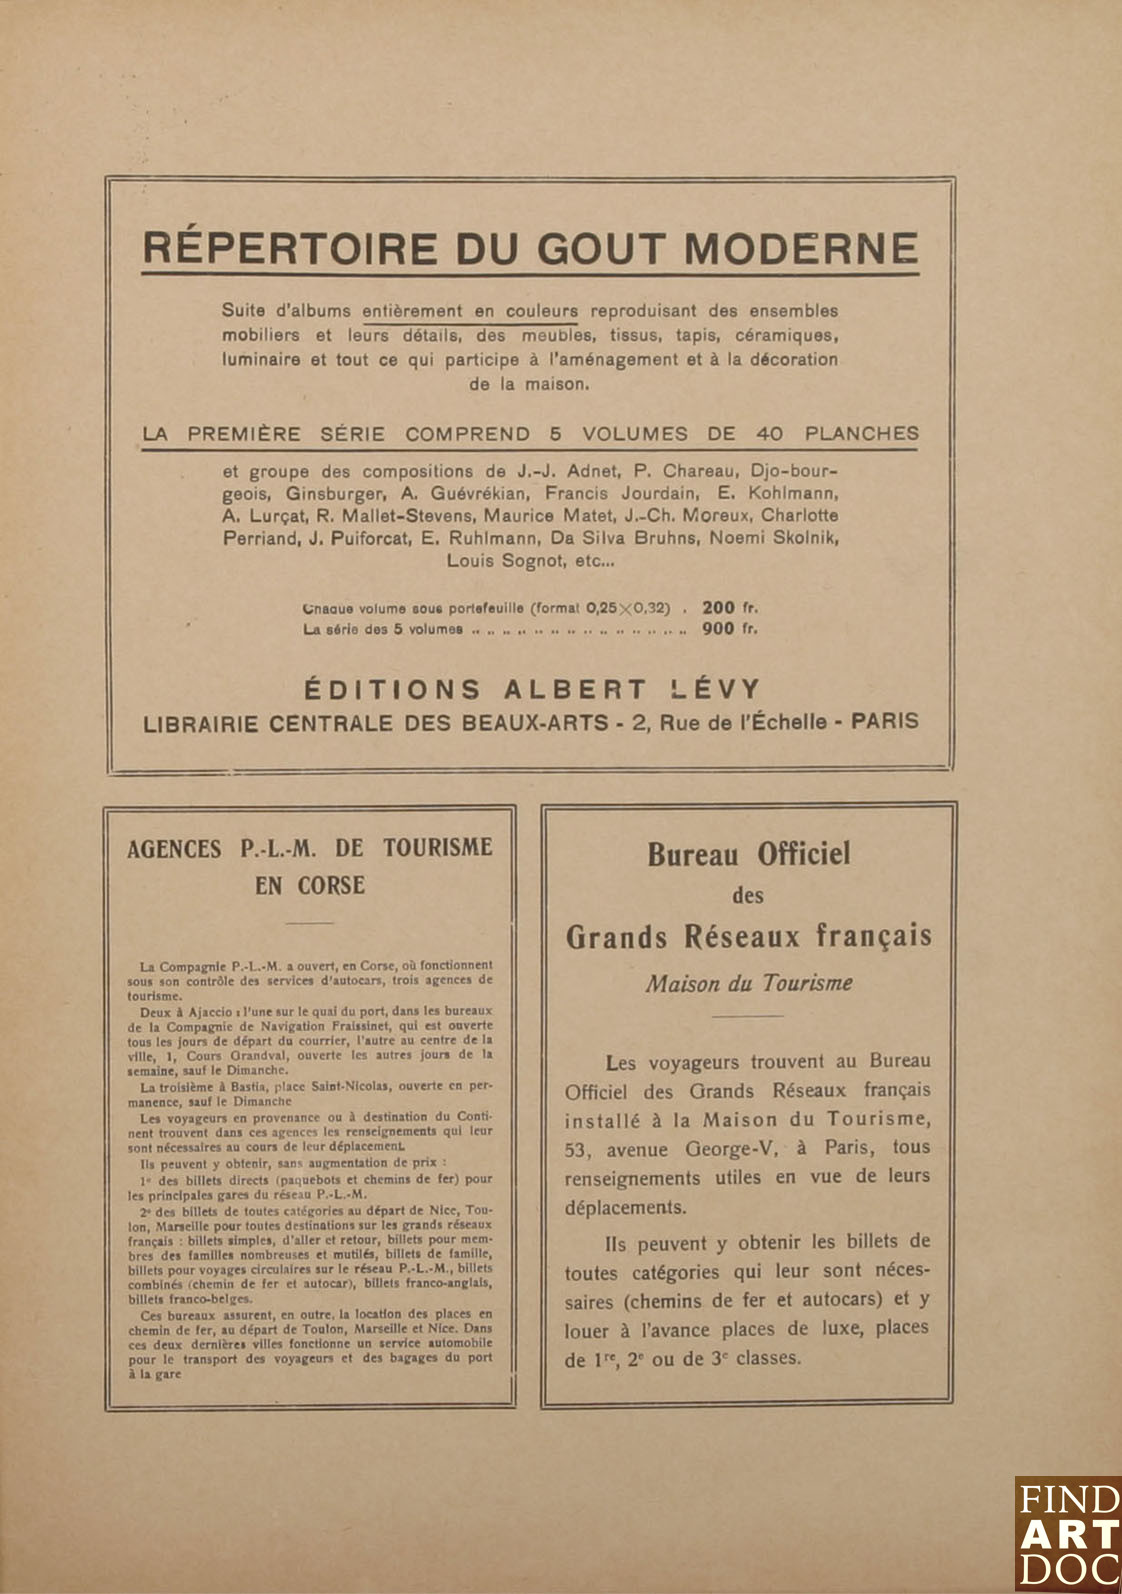 RÉPERTOIRE DU GOUT MODERNE
Suite d'albums entièrement en couleurs reproduisant des ensembles
mobiliers et leurs détails, des meubles, tissus, tapis, céramiques,
luminaire et tout ce qui participe à l'aménagement et à la décoration
de la maison.
LA PREMIÈRE SÉRIE COMPREND 5 VOLUMES DE 40 PLANCHES
et groupe des compositions de J.-J. Adnet, P. Chareau, Djo-bour-
geois, Ginsburger, A. Guévrékian, Francis Jourdain, E. Kohlmann,
A. Lurçat, R. Mallet-Stevens, Maurice Matet, J.-Ch. Moreux, Charlotte
Perriand, J. Puiforcat, E. Ruhlmann, Da Silva Bruhns, Noemi Skolnik,
Louis Sognot, etc...
Chaque volume sous portefeuille (format 0,25×0,32) . 200 fr.
La série des 5 volumes .. .. .. .. .. .. .. .. .. .. .. .. .. .. 900 fr.
ÉDITIONS ALBERT LÉVY
LIBRAIRIE CENTRALE DES BEAUX-ARTS - 2, Rue de l'Échelle - PARIS
AGENCES P.-L.-M. DE TOURISME
EN CORSE
La Compagnie P.-L.-M. a ouvert, en Corse, où fonctionnent
sous son contrôle des services d'autocars, trois agences de
tourisme.
Deux à Ajaccio : l'une sur le quai du port, dans les bureaux
de la Compagnie de Navigation Fraissinet, qui est ouverte
tous les jours de départ du courrier, l'autre au centre de la
ville, 1, Cours Grandval, ouverte les autres jours de la
semaine, sauf le Dimanche.
La troisième à Bastia, place Saint-Nicolas, ouverte en per-
manence, sauf le Dimanche
Les voyageurs en provenance ou à destination du Conti-
nent trouvent dans ces agences les renseignements qui leur
sont nécessaires au cours de leur déplacement.
Ils peuvent y obtenir, sans augmentation de prix :
1º des billets directs (paquebots et chemins de fer) pour
les principales gares du réseau P.-L.-M.
2º des billets de toutes catégories au départ de Nice, Tou-
lon, Marseille pour toutes destinations sur les grands réseaux
français : billets simples, d'aller et retour, billets pour mem-
bres des familles nombreuses et mutilés, billets de famille,
billets pour voyages circulaires sur le réseau P.-L.-M., billets
combinés (chemin de fer et autocar), billets franco-anglais,
billets franco-belges.
Ces bureaux assurent, en outre, la location des places en
chemin de fer, au départ de Toulon, Marseille et Nice. Dans
ces deux dernières villes fonctionne un service automobile
pour le transport des voyageurs et des bagages du port
à la gare
Bureau Officiel
des
Grands Réseaux français
Maison du Tourisme
Les voyageurs trouvent au Bureau
Officiel des Grands Réseaux français
installé à la Maison du Tourisme,
53, avenue George-V, à Paris, tous
renseignements utiles en vue de leurs
déplacements.
Ils peuvent y obtenir les billets de
toutes catégories qui leur sont néces-
saires (chemins de fer et autocars) et y
louer à l'avance places de luxe, places
de 1re, 2e ou de 3e classes.
FIND
ART
DOC